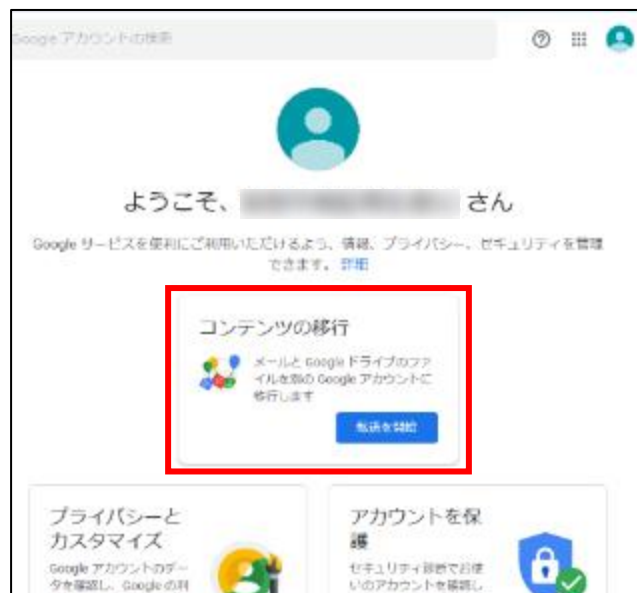 Google アカウントの検索
ようこそ、 さん
Google サービスを便利にご利用いただけるよう、情報、プライバシー、セキュリティを管理
できます。詳細
コンテンツの移行
メールと Google ドライブのファ
イルを別の Google アカウントに
移行します
転送を開始
プライバシーと
カスタマイズ
Google アカウントのデー
タを確認し、Google の利
アカウントを保
護
セキュリティ診断でお使
いのアカウントを確認し